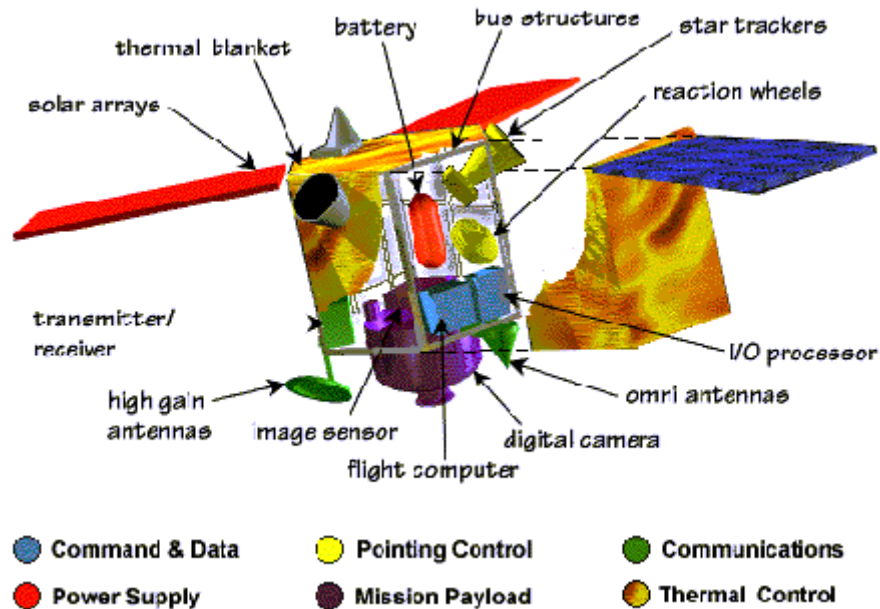 bus structures
battery
star trackers
thermal blanket
reaction wheels
solar arrays
transmitter/
receiver
I/O processor
high gain
antennas
omri antennas
image sensor
digital camera
flight computer
Command & Data
Pointing Control
Communications
Power Supply
Mission Payload
Thermal Control